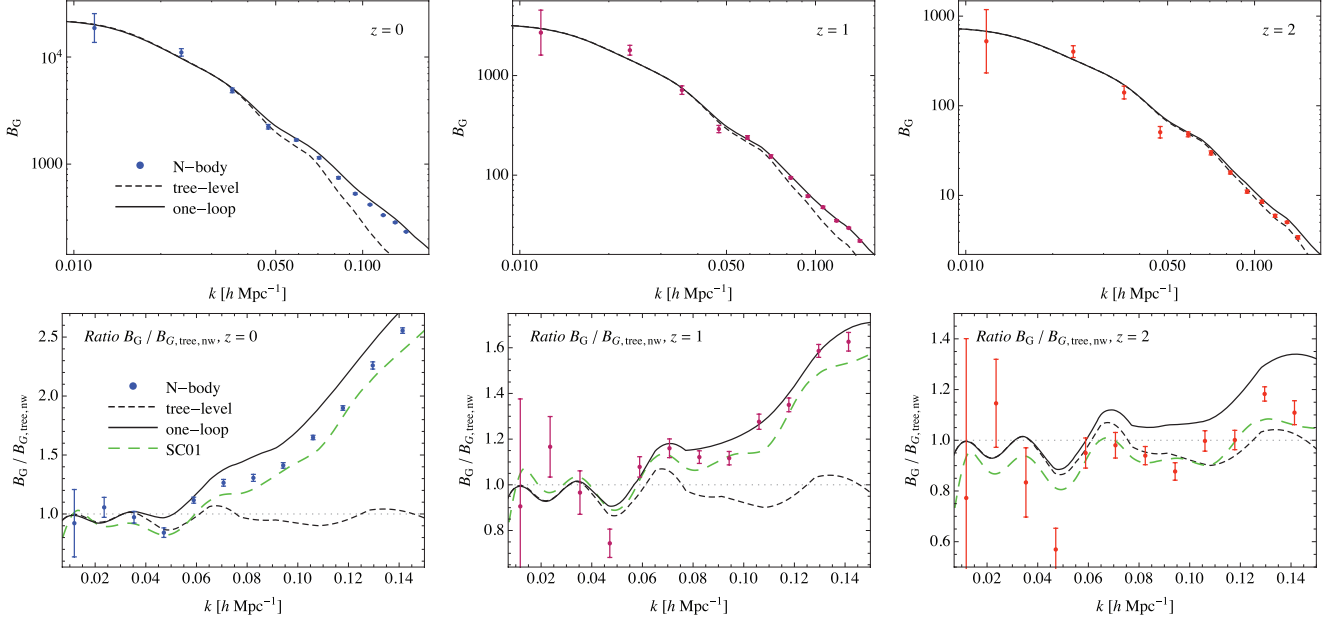 z = 0
10⁴
1000
B_G
N−body
tree−level
one−loop
0.010 0.050 0.100
k [h Mpc⁻¹]
z = 1
1000
100
B_G
0.010 0.050 0.100
k [h Mpc⁻¹]
z = 2
1000
100
10
1
B_G
0.010 0.050 0.100
k [h Mpc⁻¹]
Ratio B_G / B_G,tree,nw, z = 0
2.5
2.0
1.5
1.0
B_G / B_G,tree,nw
N−body
tree−level
one−loop
SC01
0.02 0.04 0.06 0.08 0.10 0.12 0.14
k [h Mpc⁻¹]
Ratio B_G / B_G,tree,nw, z = 1
1.6
1.4
1.2
1.0
0.8
B_G / B_G,tree,nw
0.02 0.04 0.06 0.08 0.10 0.12 0.14
k [h Mpc⁻¹]
Ratio B_G / B_G,tree,nw, z = 2
1.4
1.2
1.0
0.8
0.6
B_G / B_G,tree,nw
0.02 0.04 0.06 0.08 0.10 0.12 0.14
k [h Mpc⁻¹]